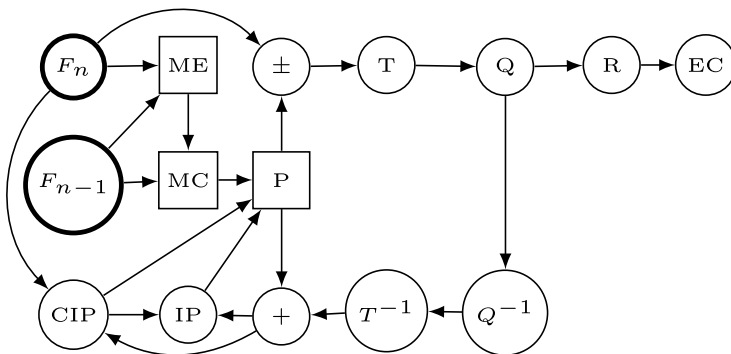 F_n ME ± T Q R EC
F_{n−1} MC P
CIP IP + T^{−1} Q^{−1}